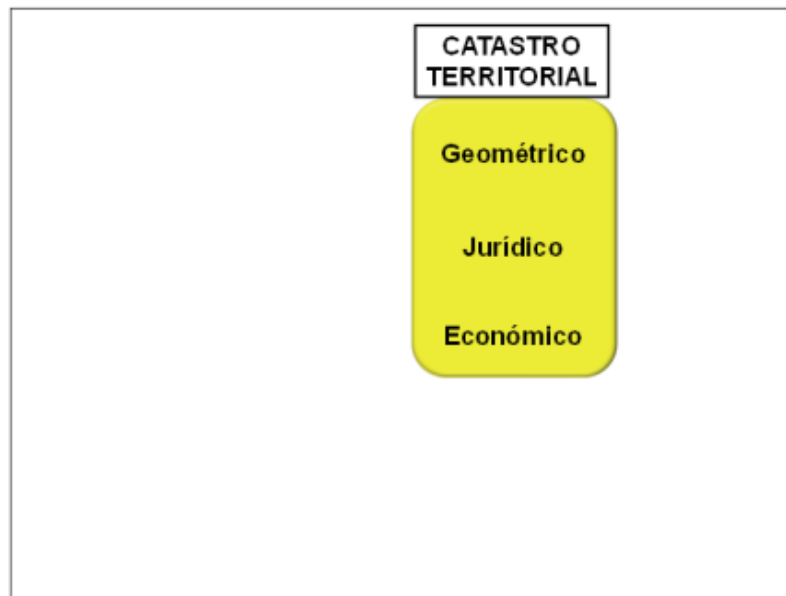 CATASTRO
TERRITORIAL
Geométrico
Jurídico
Económico